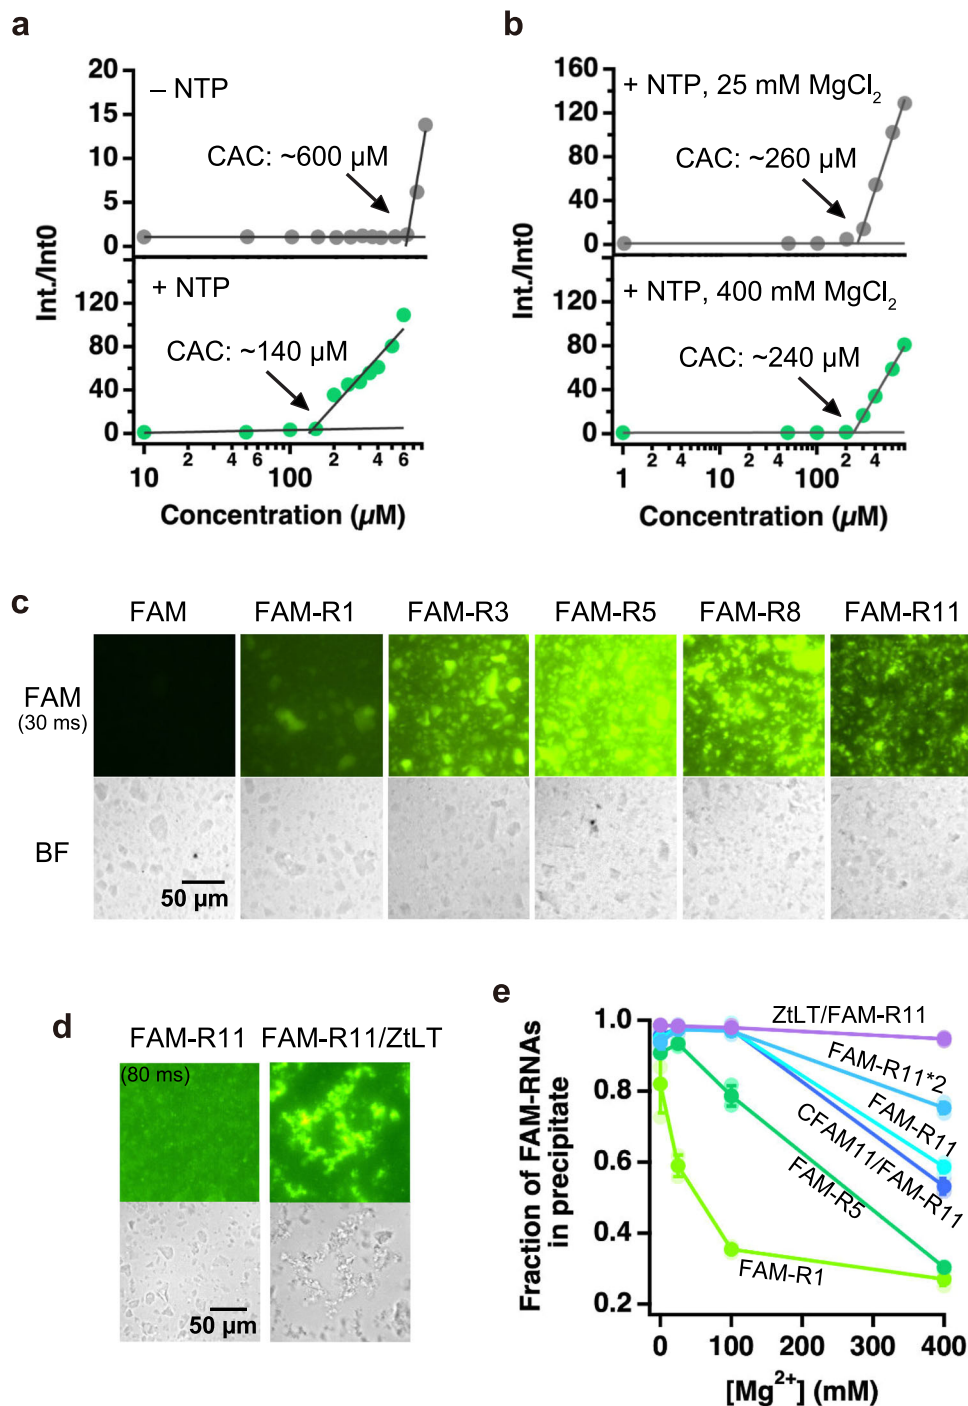 a
20
15
10
5
0
– NTP
CAC: ~600 µM
Int./Int0
+ NTP
120
80
40
0
CAC: ~140 µM
4 6 2 4 6
10 100
Concentration (µM)
b
160
120
80
40
0
+ NTP, 25 mM MgCl2
CAC: ~260 µM
Int./Int0
+ NTP, 400 mM MgCl2
120
80
40
0
CAC: ~240 µM
2 4 2 4 2 4
1 10 100
Concentration (µM)
c
FAM FAM-R1 FAM-R3 FAM-R5 FAM-R8 FAM-R11
FAM
(30 ms)
BF
50 µm
d
FAM-R11 FAM-R11/ZtLT
(80 ms)
50 µm
e
Fraction of FAM-RNAs
in precipitate
1.0
0.8
0.6
0.4
0.2
ZtLT/FAM-R11
FAM-R11*2
FAM-R11
CFAM11/FAM-R11
FAM-R5
FAM-R1
0 100 200 300 400
[Mg2+] (mM)